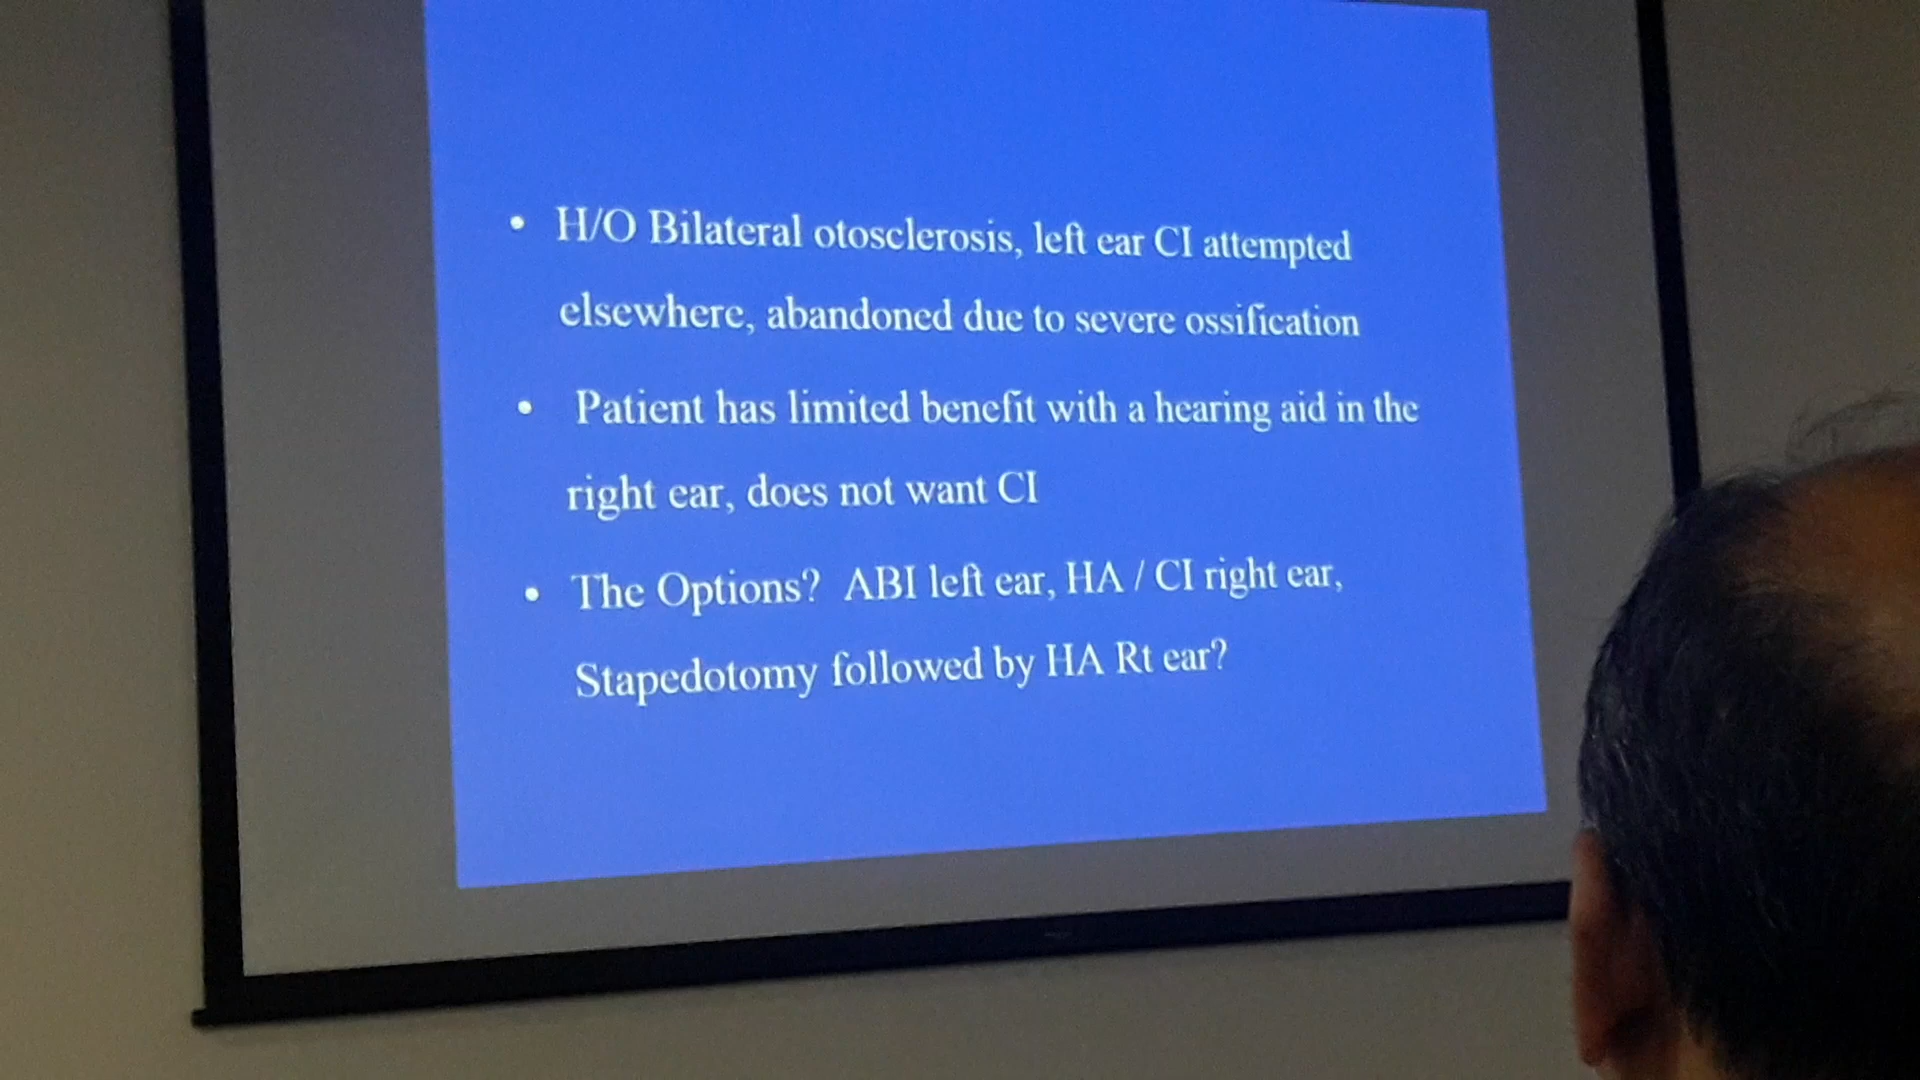 • H/O Bilateral otosclerosis, left ear CI attempted
elsewhere, abandoned due to severe ossification
• Patient has limited benefit with a hearing aid in the
right ear, does not want CI
• The Options? ABI left ear, HA / CI right ear,
Stapedotomy followed by HA Rt ear?